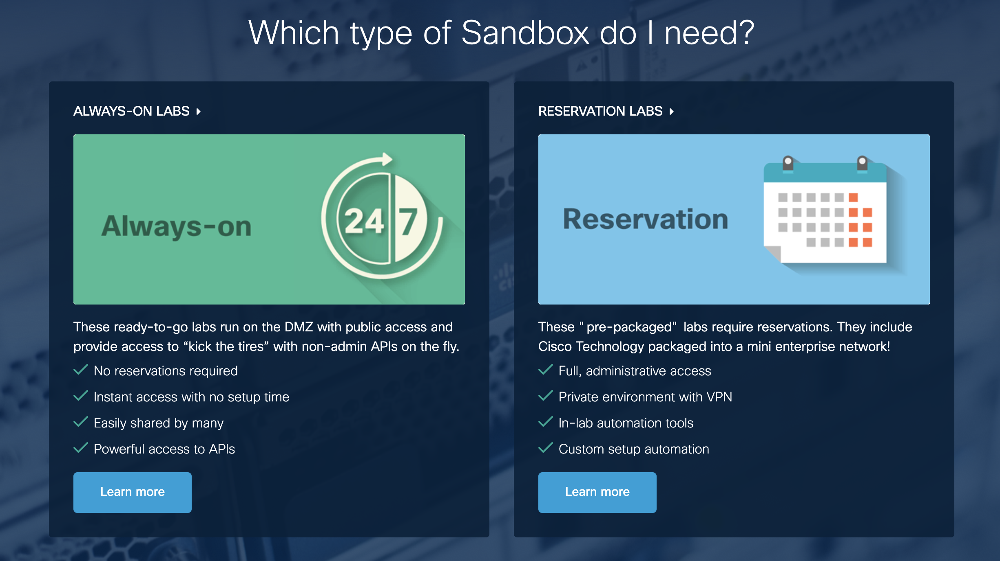 Which type of Sandbox do I need?
ALWAYS-ON LABS
Always-on
24 7
These ready-to-go labs run on the DMZ with public access and
provide access to “kick the tires” with non-admin APIs on the fly.
No reservations required
Instant access with no setup time
Easily shared by many
Powerful access to APIs
Learn more
RESERVATION LABS
Reservation
These " pre-packaged"  labs require reservations. They include
Cisco Technology packaged into a mini enterprise network!
Full, administrative access
Private environment with VPN
In-lab automation tools
Custom setup automation
Learn more